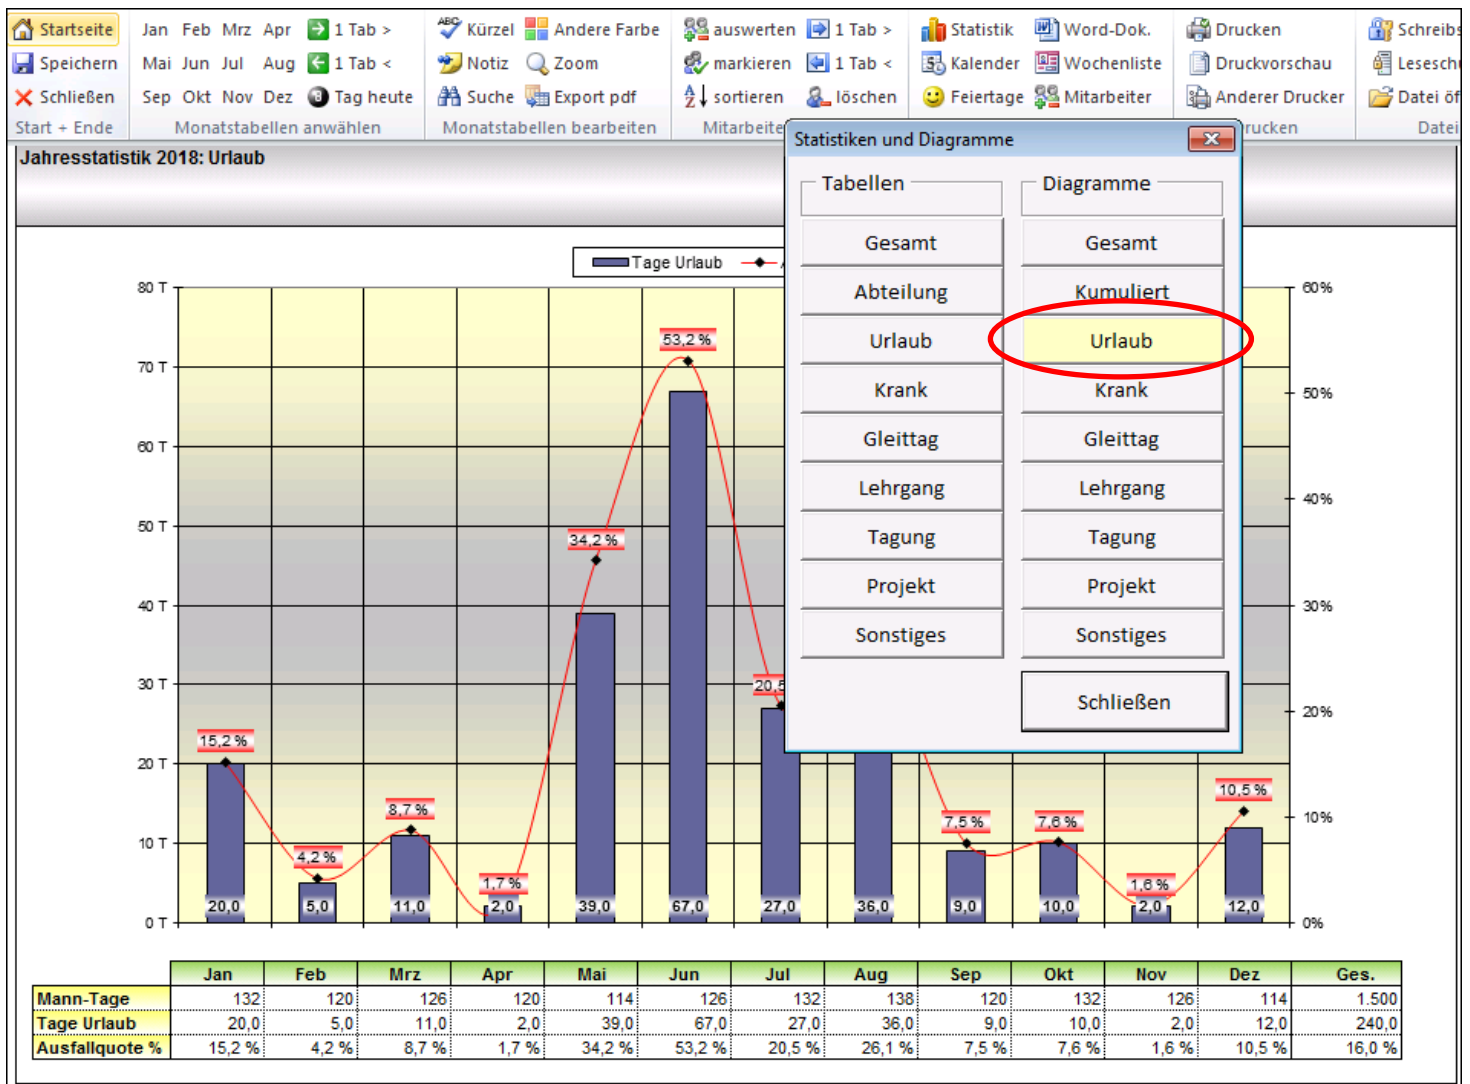 Startseite Jan Feb Mrz Apr 1 Tab > Kürzel Andere Farbe auswerten 1 Tab > Statistik Word-Dok. Drucken Schreibs
Speichern Mai Jun Jul Aug 1 Tab < Notiz Zoom markieren 1 Tab < Kalender Wochenliste Druckvorschau Lesesch
Schließen Sep Okt Nov Dez Tag heute Suche Export pdf sortieren löschen Feiertage Mitarbeiter Anderer Drucker Datei öf
Start + Ende Monatstabellen anwählen Monatstabellen bearbeiten Mitarbeite rucken Datei
Jahresstatistik 2018: Urlaub
Statistiken und Diagramme
Tabellen Diagramme
Gesamt Gesamt
Abteilung Kumuliert
Urlaub Urlaub
Krank Krank
Gleittag Gleittag
Lehrgang Lehrgang
Tagung Tagung
Projekt Projekt
Sonstiges Sonstiges
Schließen
Tage Urlaub
80 T 60%
53,2 %
70 T
50%
60 T
40%
50 T
34,2 %
40 T 30%
30 T 20,5
20%
15,2 %
20 T
10,5 %
8,7 % 7,5 % 7,6 % 10%
10 T
4,2 %
1,7 % 1,6 %
20,0 5,0 11,0 2,0 39,0 67,0 27,0 36,0 9,0 10,0 2,0 12,0
0 T 0%
Jan Feb Mrz Apr Mai Jun Jul Aug Sep Okt Nov Dez Ges.
Mann-Tage 132 120 126 120 114 126 132 138 120 132 126 114 1.500
Tage Urlaub 20,0 5,0 11,0 2,0 39,0 67,0 27,0 36,0 9,0 10,0 2,0 12,0 240,0
Ausfallquote % 15,2 % 4,2 % 8,7 % 1,7 % 34,2 % 53,2 % 20,5 % 26,1 % 7,5 % 7,6 % 1,6 % 10,5 % 16,0 %